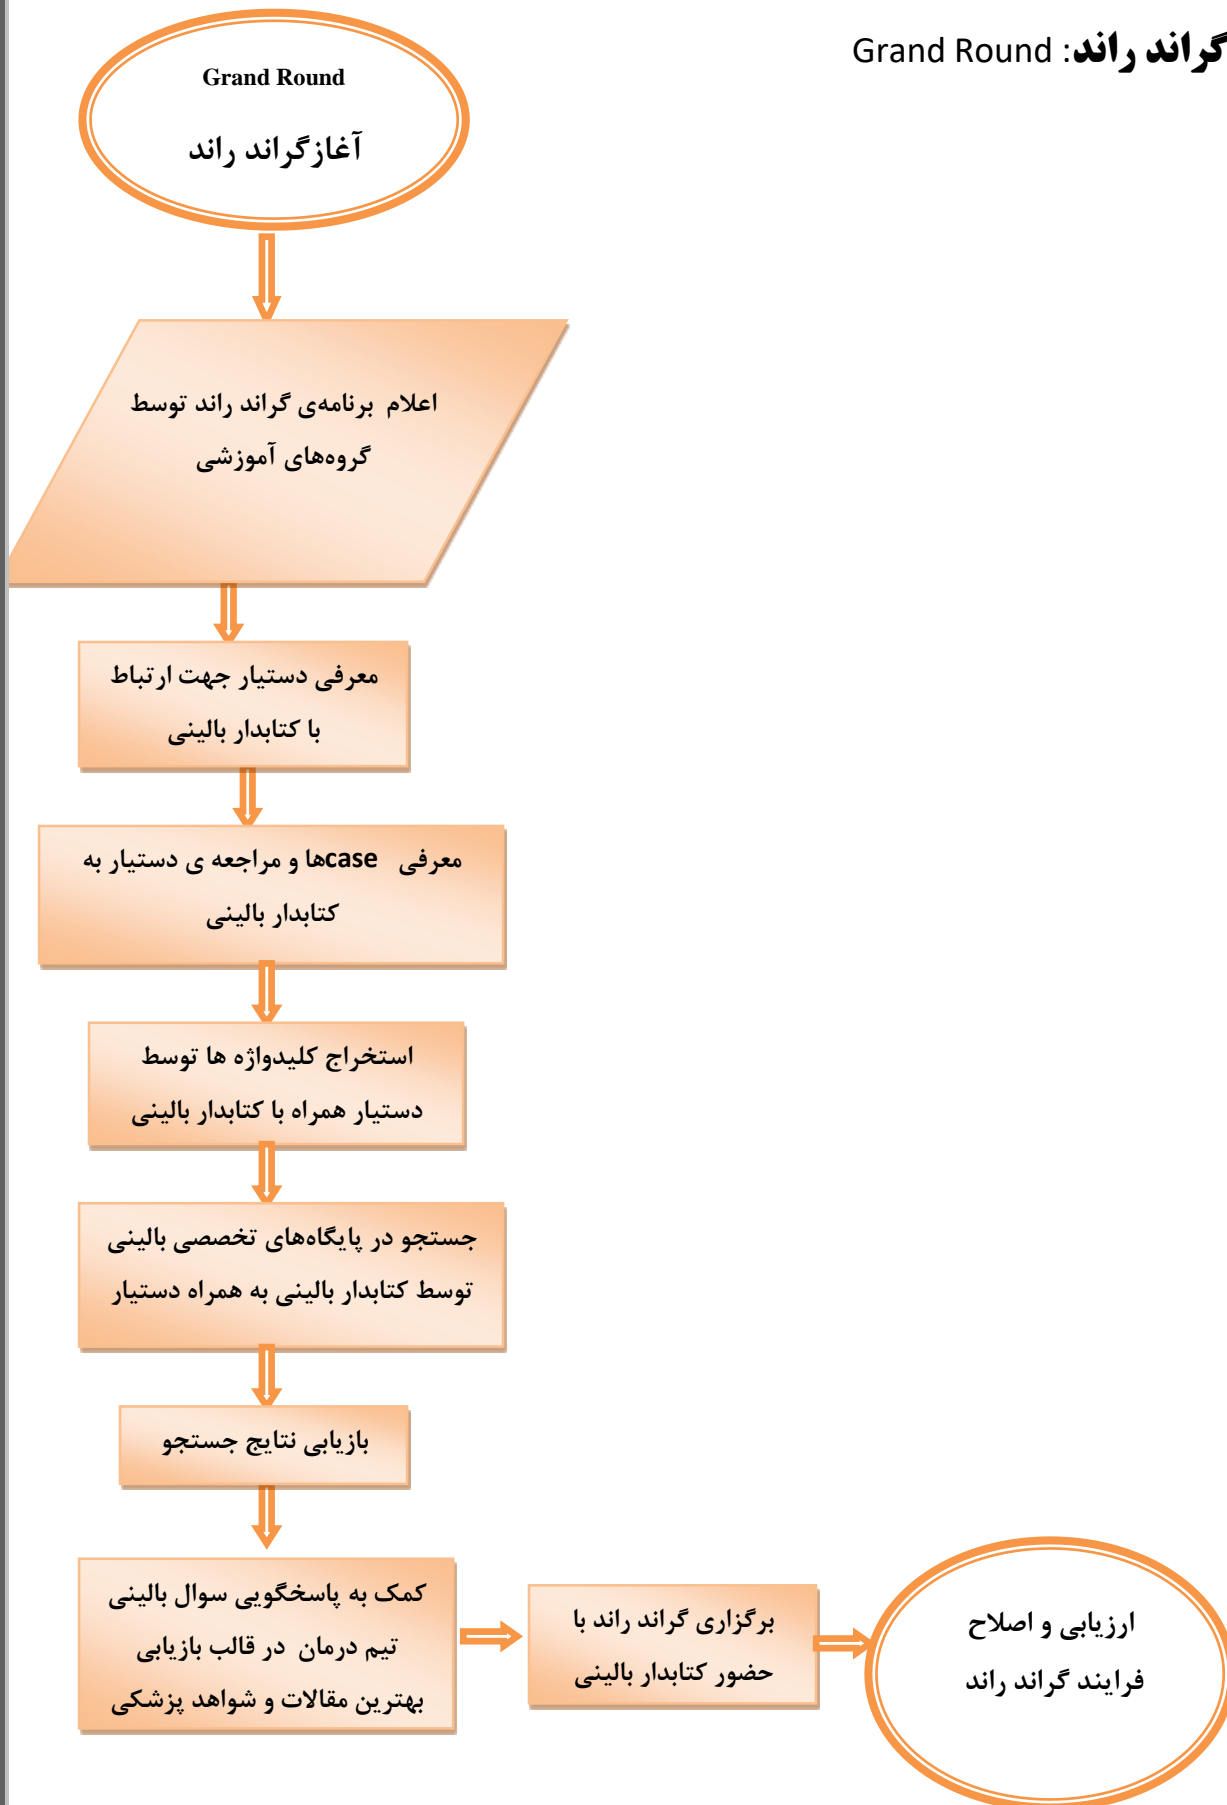 گراند راند: Grand Round
Grand Round
آغازگراند راند
اعلام برنامه‌ی گراند راند توسط
گروه‌های آموزشی
معرفی دستیار جهت ارتباط
با کتابدار بالینی
معرفی caseها و مراجعه ی دستیار به
کتابدار بالینی
استخراج کلیدواژه ها توسط
دستیار همراه با کتابدار بالینی
جستجو در پایگاه‌های تخصصی بالینی
توسط کتابدار بالینی به همراه دستیار
بازیابی نتایج جستجو
کمک به پاسخگویی سوال بالینی
تیم درمان در قالب بازیابی
بهترین مقالات و شواهد پزشکی
برگزاری گراند راند با
حضور کتابدار بالینی
ارزیابی و اصلاح
فرایند گراند راند